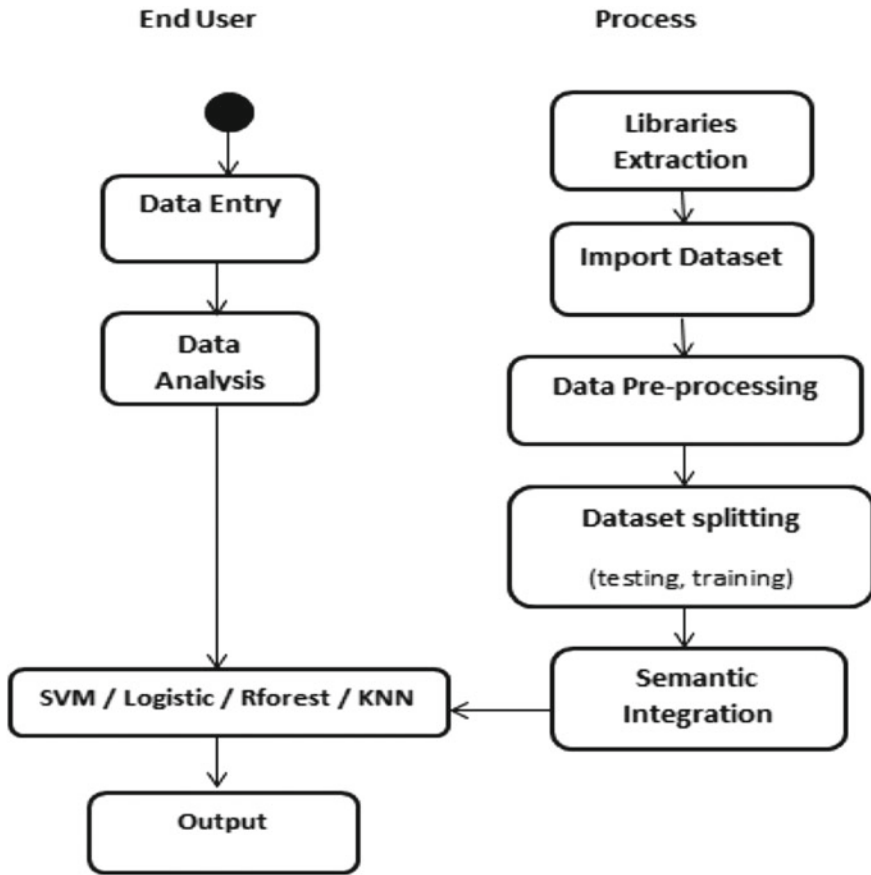 End User
Process
Data Entry
Data
Analysis
SVM / Logistic / Rforest / KNN
Output
Libraries
Extraction
Import Dataset
Data Pre-processing
Dataset splitting
(testing, training)
Semantic
Integration